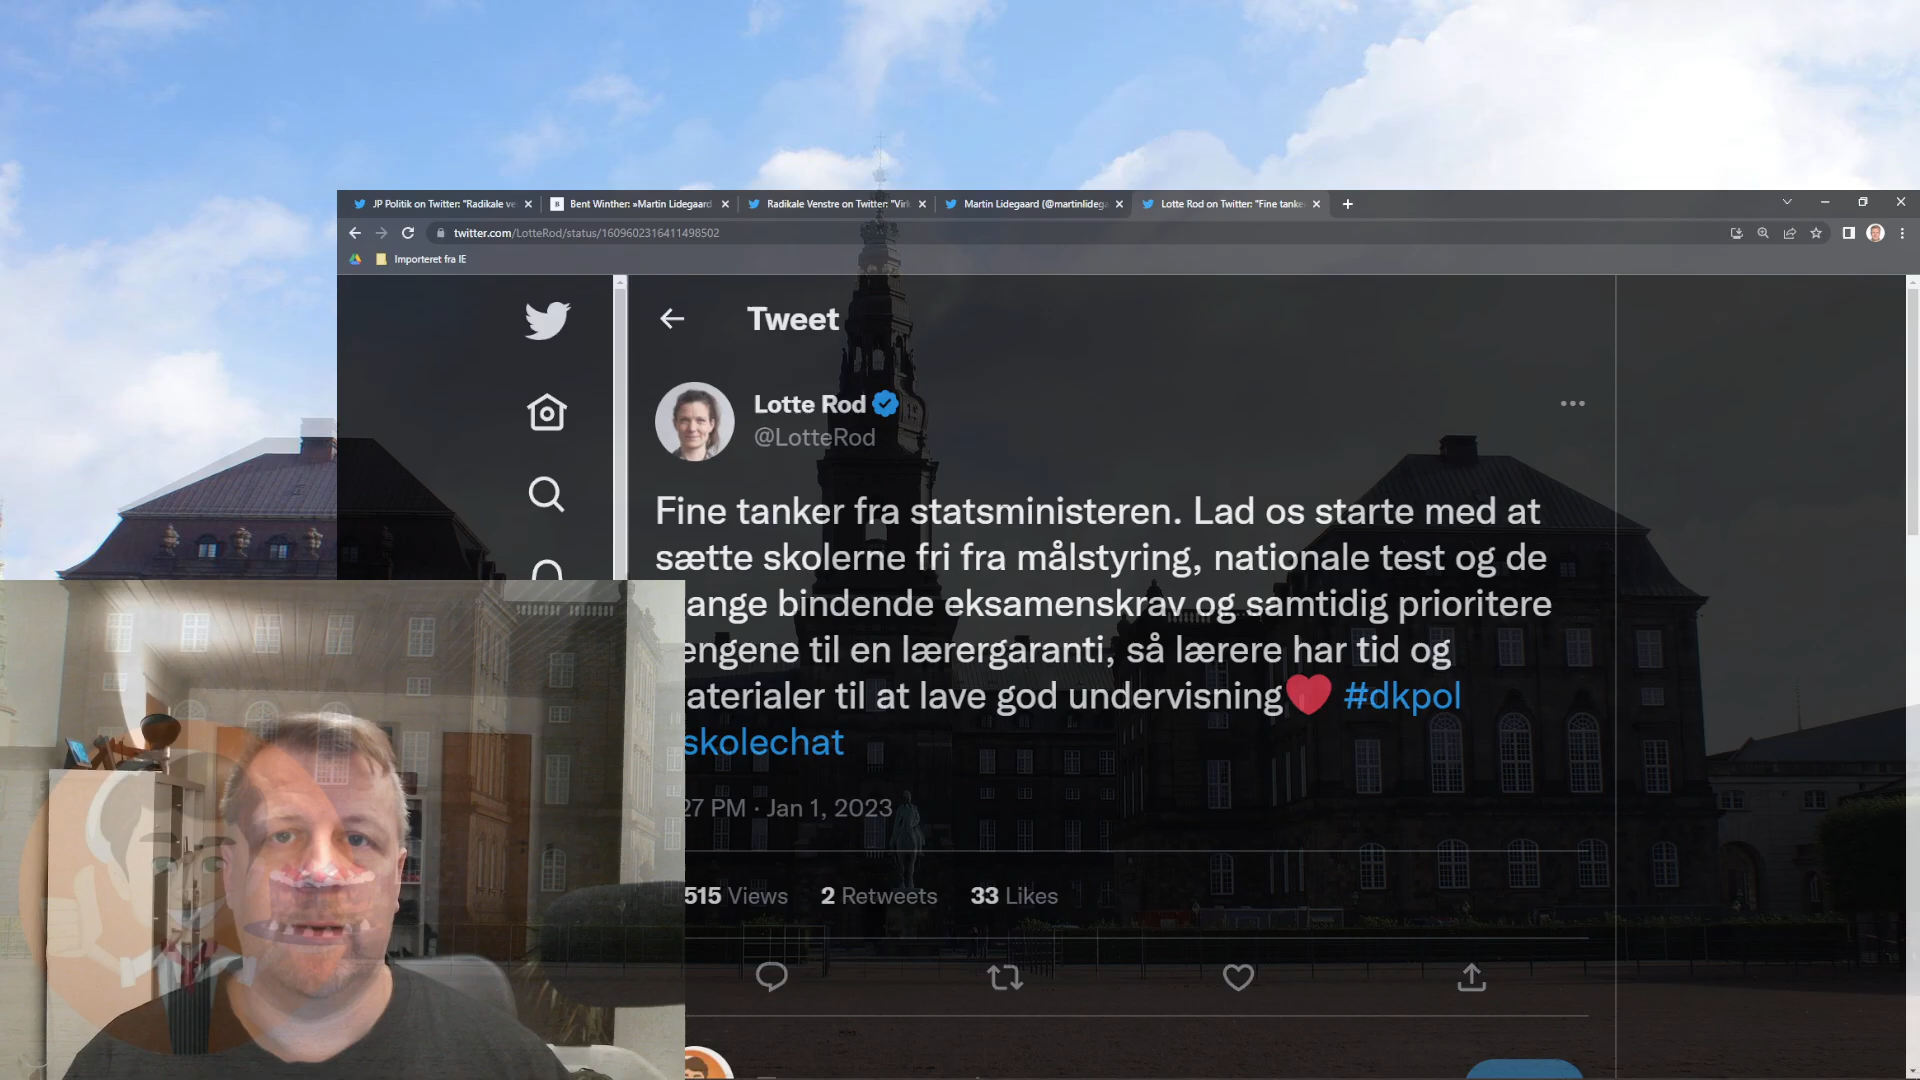 JP Politik on Twitter: "Radikale ve
Bent Winther: »Martin Lidegaard
Radikale Venstre on Twitter: "Vir
Martin Lidegaard (@martinlidega
Lotte Rod on Twitter: "Fine tanke
twitter.com/LotteRod/status/1609602316411498502
Importeret fra IE
Tweet
Lotte Rod
@LotteRod
Fine tanker fra statsministeren. Lad os starte med at
sætte skolerne fri fra målstyring, nationale test og de
ange bindende eksamenskrav og samtidig prioritere
engene til en lærergaranti, så lærere har tid og
aterialer til at lave god undervisning❤️ #dkpol
skolechat
27 PM · Jan 1, 2023
515 Views 2 Retweets 33 Likes